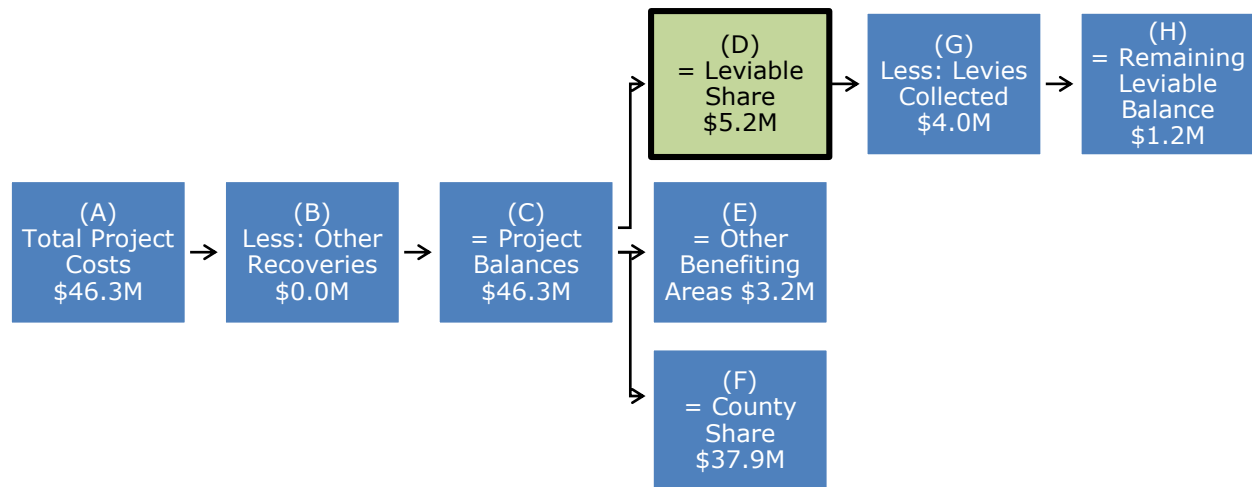 (A)
Total Project
Costs
$46.3M
(B)
Less: Other
Recoveries
$0.0M
(C)
= Project
Balances
$46.3M
(D)
= Leviable
Share
$5.2M
(G)
Less: Levies
Collected
$4.0M
(H)
= Remaining
Leviable
Balance
$1.2M
(E)
= Other
Benefiting
Areas $3.2M
(F)
= County
Share
$37.9M